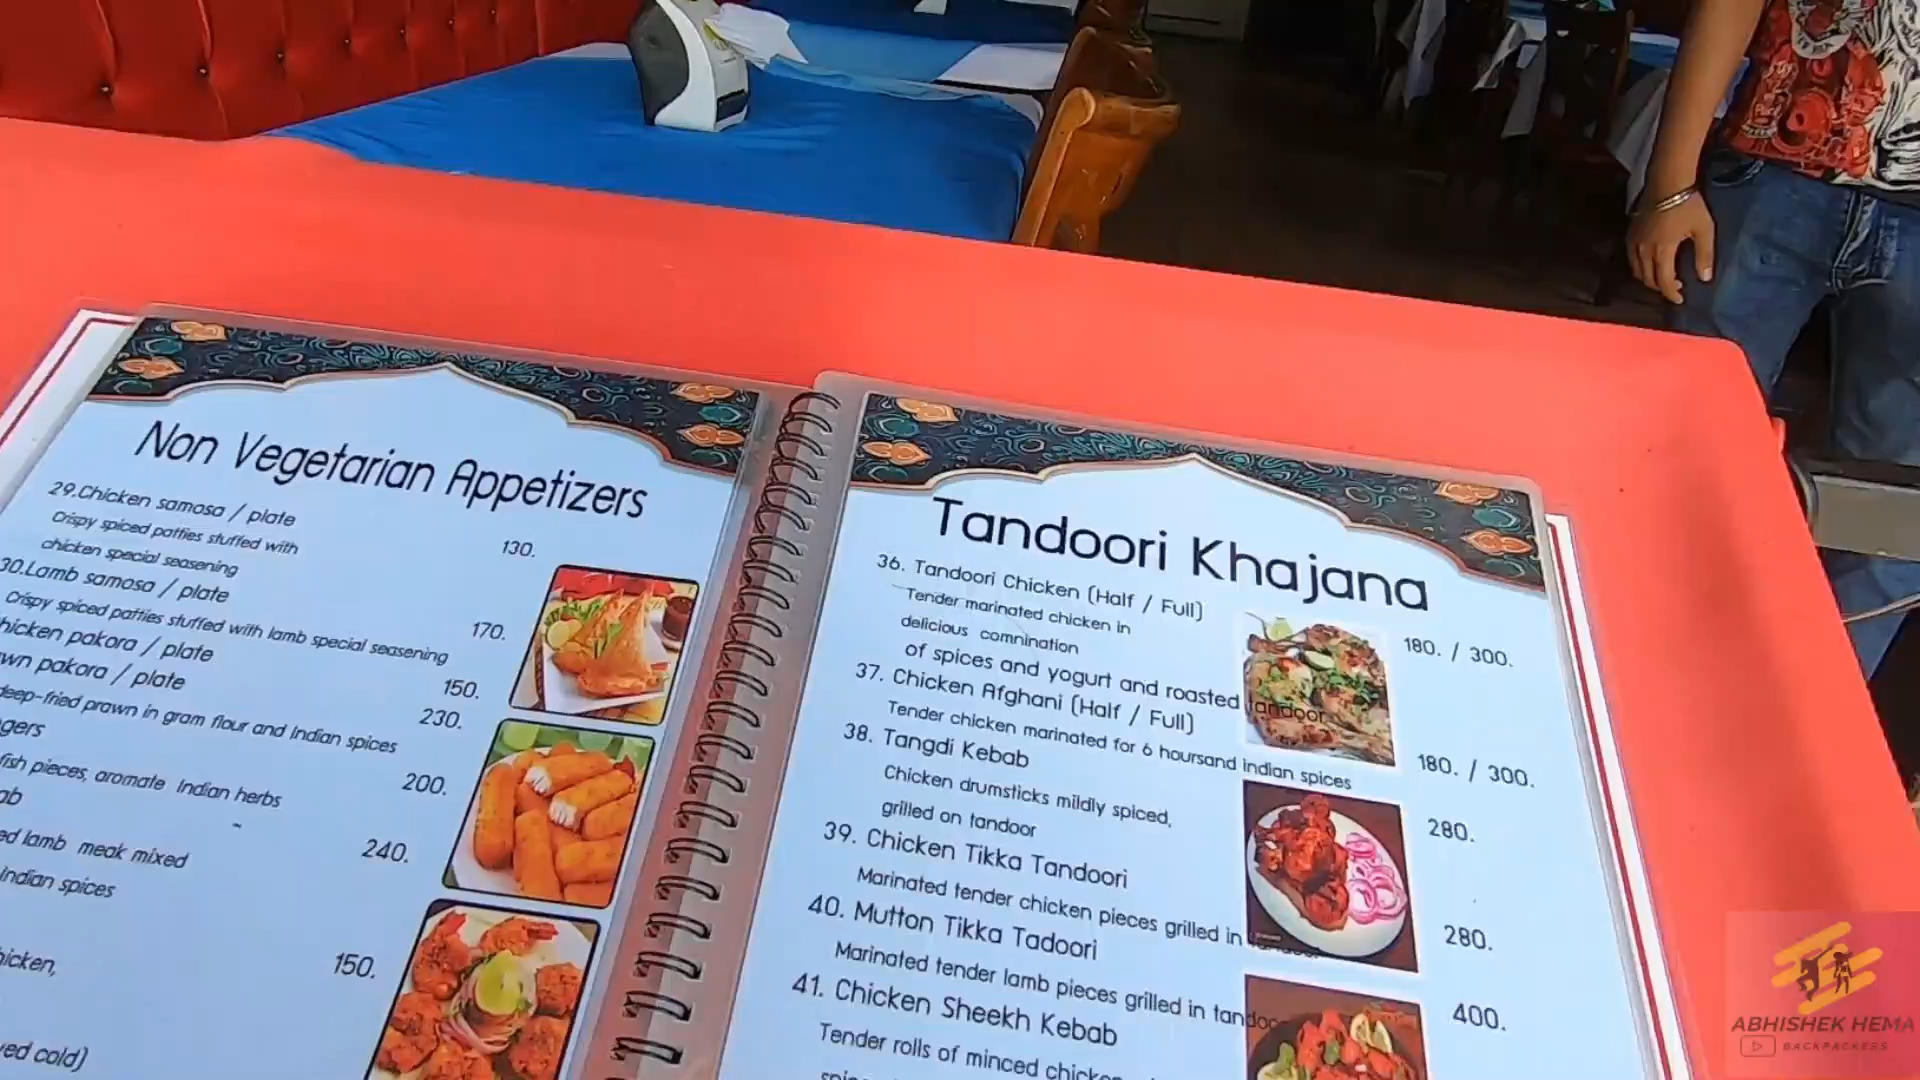 Non Vegetarian Appetizers
29.Chicken samosa / plate
130.
Crispy spiced patties stuffed with
chicken special seasening
30.Lamb samosa / plate
170.
Crispy spiced patties stuffed with lamb special seasening
hicken pakora / plate
150.
wn pakora / plate
230.
deep-fried prawn in gram flour and Indian spices
gers
200.
fish pieces, aromate Indian herbs
ab
240.
ed lamb meak mixed
indian spices
150.
hicken,
ved cold)
Tandoori Khajana
36. Tandoori Chicken (Half / Full)
180. / 300.
Tender marinated chicken in
delicious comnination
of spices and yogurt and roasted tandoor
37. Chicken Afghani (Half / Full)
180. / 300.
Tender chicken marinated for 6 hoursand indian spices
38. Tangdi Kebab
280.
Chicken drumsticks mildly spiced,
grilled on tandoor
39. Chicken Tikka Tandoori
280.
Marinated tender chicken pieces grilled in tandoor
40. Mutton Tikka Tadoori
400.
Marinated tender lamb pieces grilled in tandoo
41. Chicken Sheekh Kebab
Tender rolls of minced chicken
ABHISHEK HEMA
BACKPACKERS